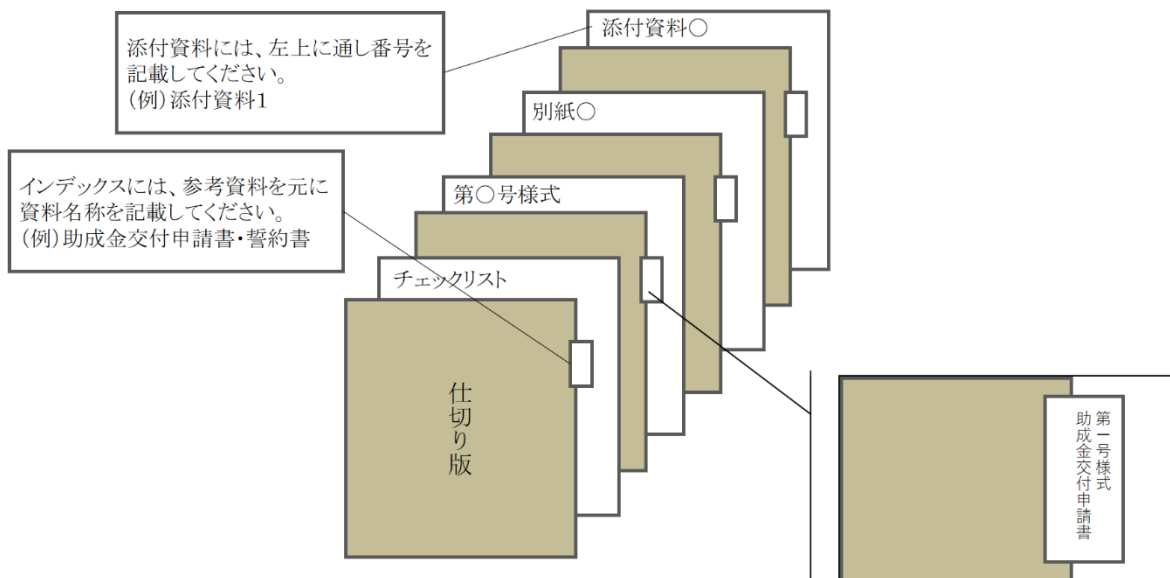 添付資料には、左上に通し番号を
記載してください。
（例）添付資料1
インデックスには、参考資料を元に
資料名称を記載してください。
（例）助成金交付申請書・誓約書
添付資料〇
別紙〇
第〇号様式
チェックリスト
仕切り版
第一号様式
助成金交付申請書